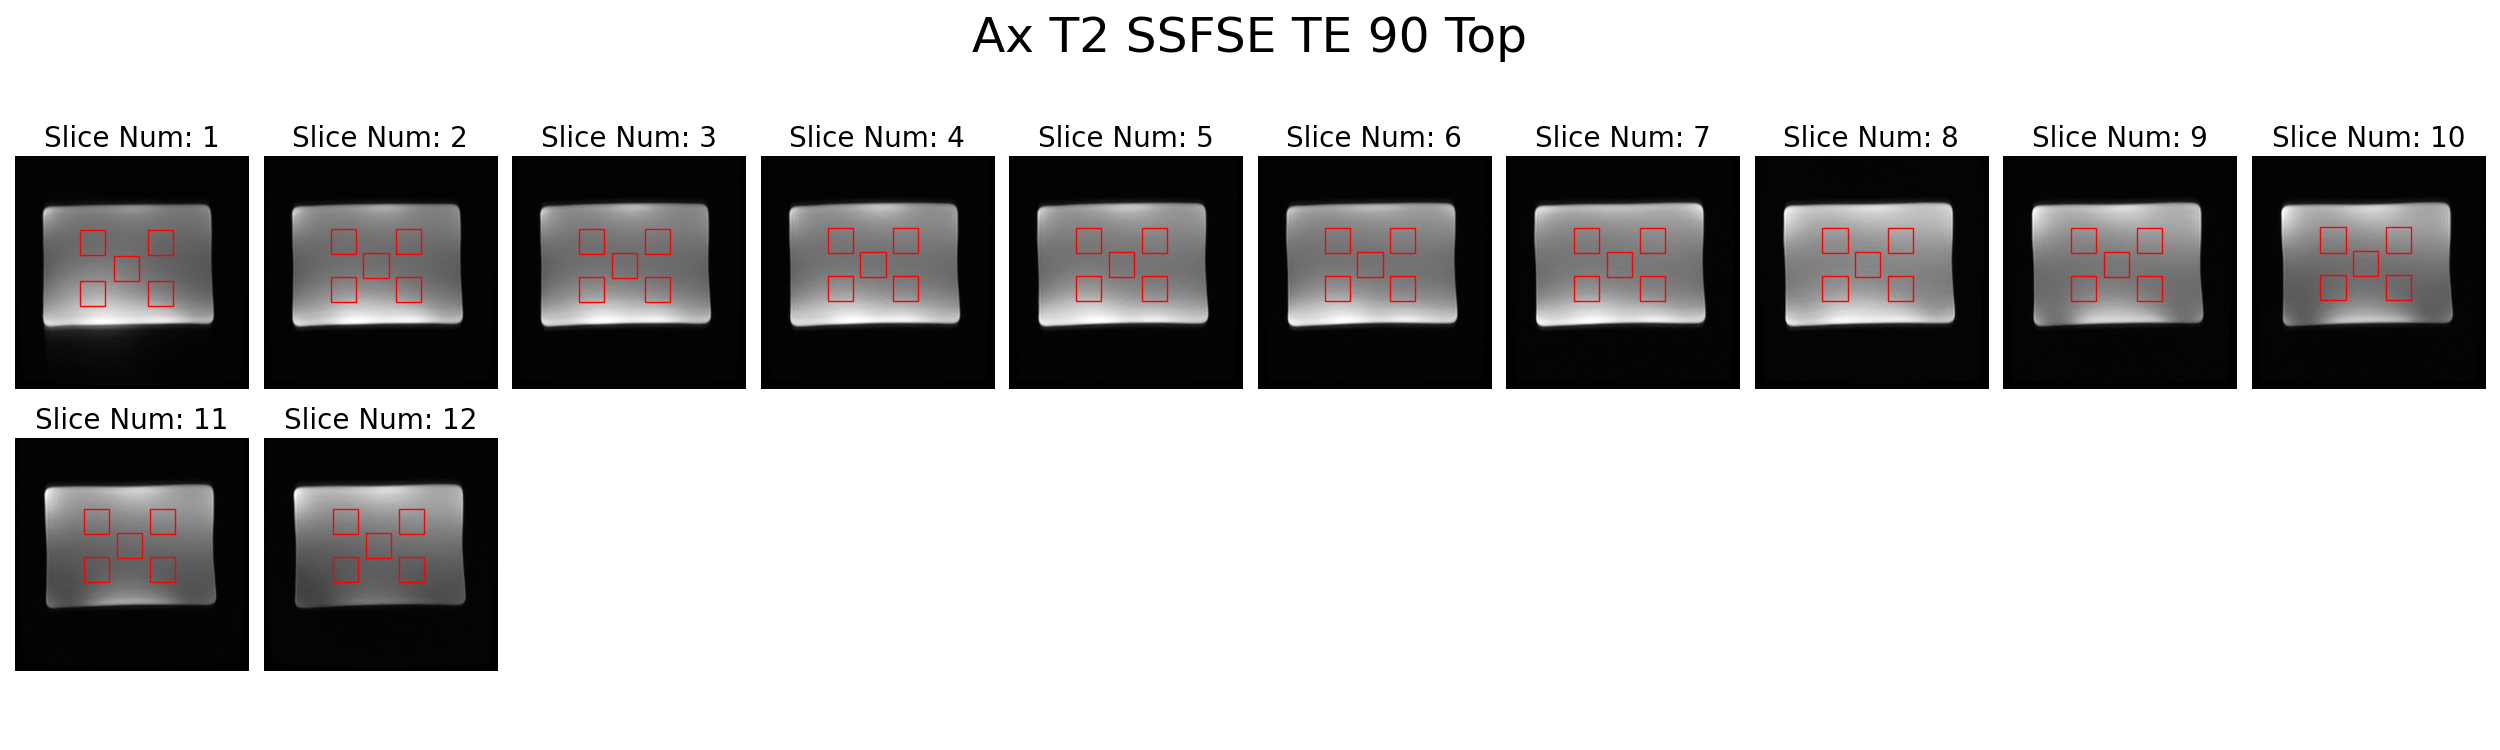 Ax T2 SSFSE TE 90 Top
Slice Num: 1
Slice Num: 2
Slice Num: 3
Slice Num: 4
Slice Num: 5
Slice Num: 6
Slice Num: 7
Slice Num: 8
Slice Num: 9
Slice Num: 10
Slice Num: 11
Slice Num: 12